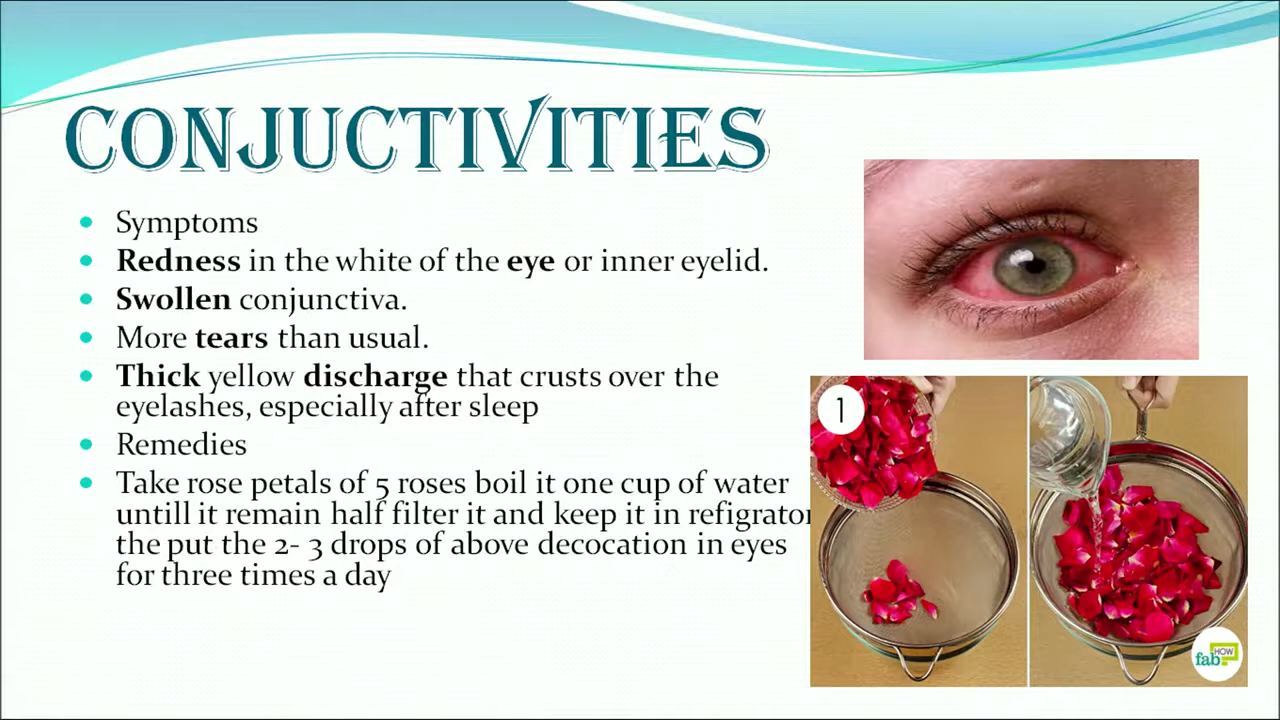 CONJUCTIVITIES
Symptoms
Redness in the white of the eye or inner eyelid.
Swollen conjunctiva.
More tears than usual.
Thick yellow discharge that crusts over the
eyelashes, especially after sleep
Remedies
Take rose petals of 5 roses boil it one cup of water
untill it remain half filter it and keep it in refigrator
the put the 2- 3 drops of above decocation in eyes
for three times a day
1
fab HOW